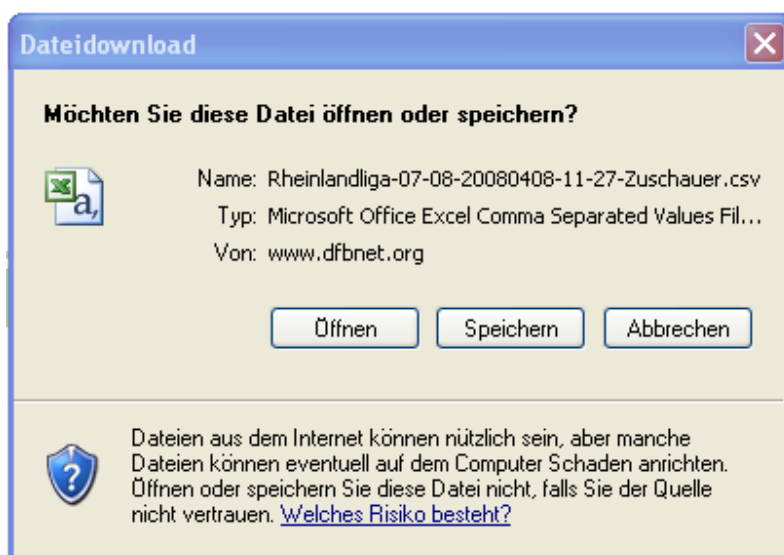 Dateidownload
Möchten Sie diese Datei öffnen oder speichern?
Name: Rheinlandliga-07-08-20080408-11-27-Zuschauer.csv
Typ: Microsoft Office Excel Comma Separated Values Fil...
Von: www.dfbnet.org
Öffnen Speichern Abbrechen
Dateien aus dem Internet können nützlich sein, aber manche
Dateien können eventuell auf dem Computer Schaden anrichten.
Öffnen oder speichern Sie diese Datei nicht, falls Sie der Quelle
nicht vertrauen. Welches Risiko besteht?